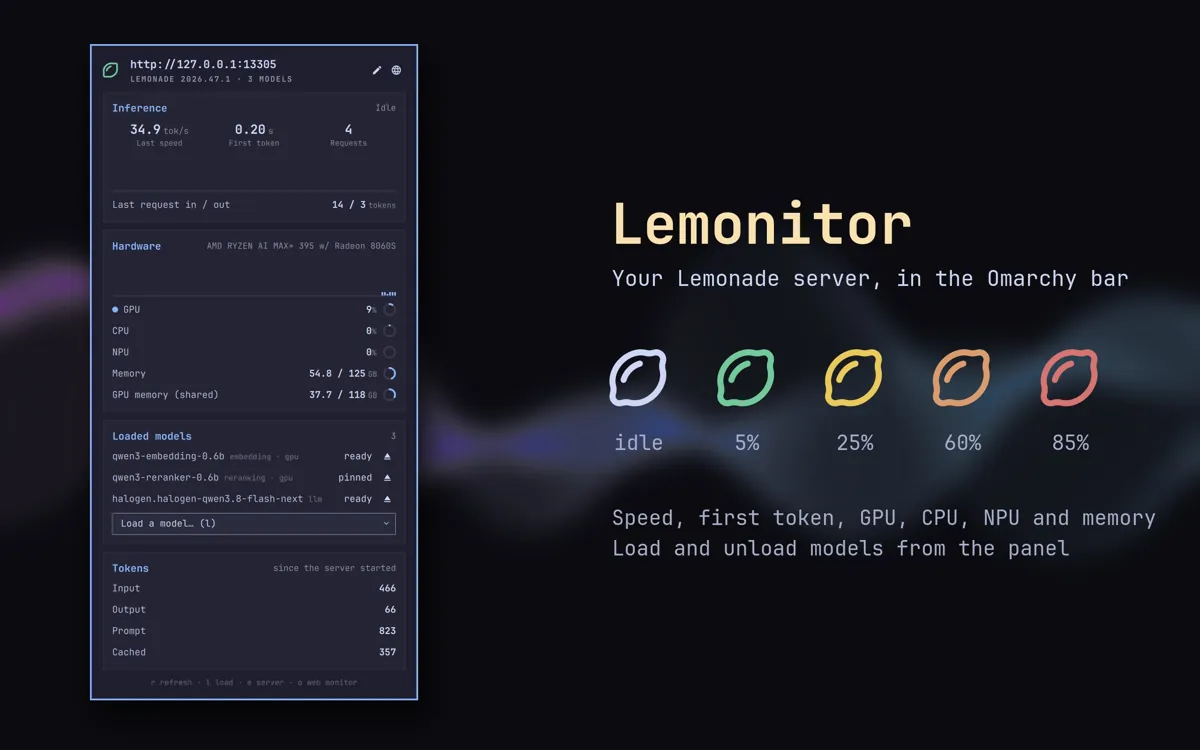 http://127.0.0.1:13305
LEMONADE 2026.47.1 · 3 MODELS
Inference Idle
34.9 tok/s 0.20 s 4
Last speed First token Requests
Last request in / out 14 / 3 tokens
Hardware AMD RYZEN AI MAX+ 395 w/ Radeon 8060S
GPU 9%
CPU 0%
NPU 0%
Memory 54.8 / 125 GB
GPU memory (shared) 37.7 / 118 GB
Loaded models 3
qwen3-embedding-0.6b embedding · gpu ready
qwen3-reranker-0.6b reranking · gpu pinned
halogen.halogen-qwen3.8-flash-next llm ready
Load a model… (l)
Tokens since the server started
Input 466
Output 66
Prompt 823
Cached 357
r refresh · l load · e server · o web monitor
Lemonitor
Your Lemonade server, in the Omarchy bar
idle 5% 25% 60% 85%
Speed, first token, GPU, CPU, NPU and memory
Load and unload models from the panel